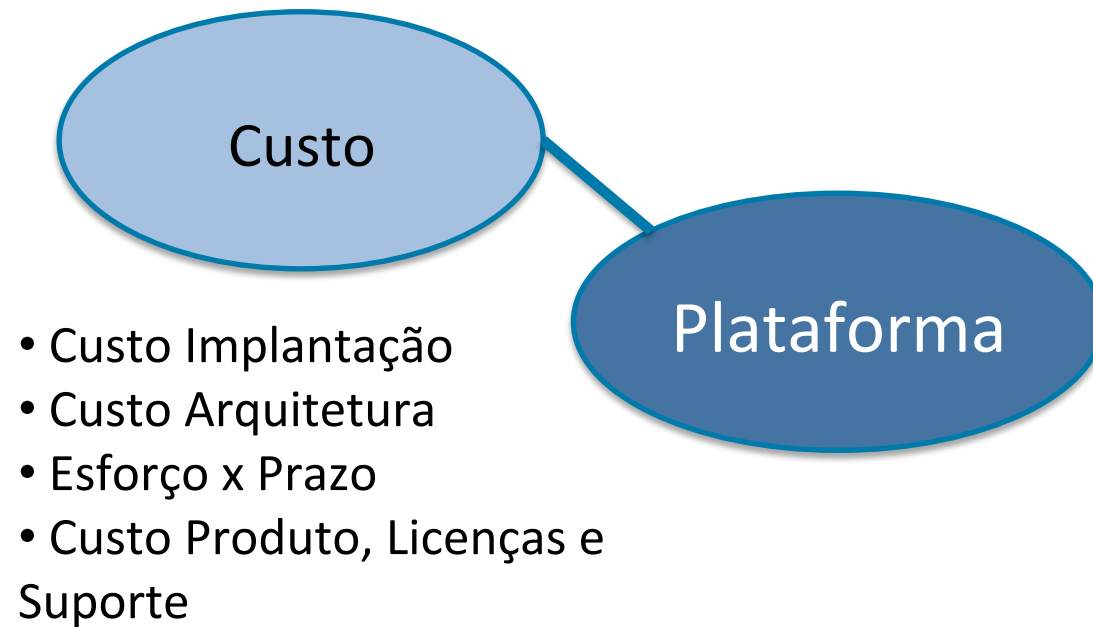 Custo
Plataforma
• Custo Implantação
• Custo Arquitetura
• Esforço x Prazo
• Custo Produto, Licenças e
Suporte